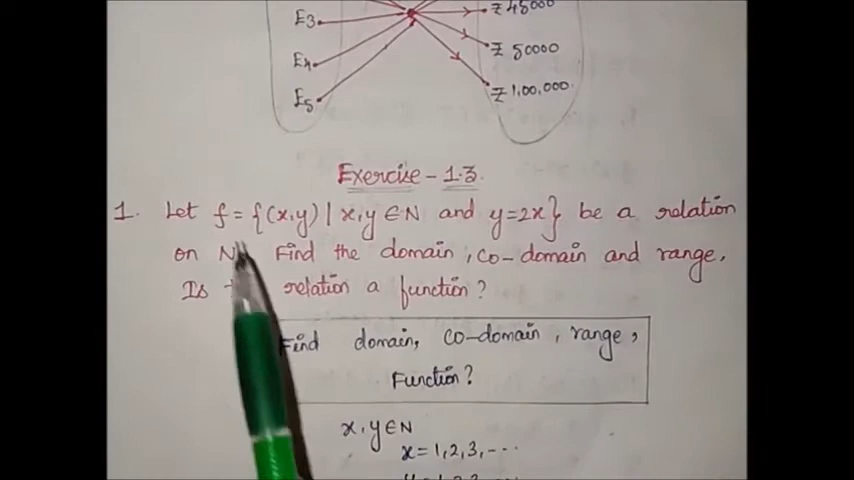 E3 ₹ 45000
E4 ₹ 50000
E5 ₹ 1,00,000
Exercise - 1.3.
1. Let f = {(x,y) | x,y ∈ N and y=2x} be a relation
on N. Find the domain, co-domain and range,
Is relation a function?
Find domain, co-domain, range,
Function?
x,y ∈ N
x = 1,2,3, ...